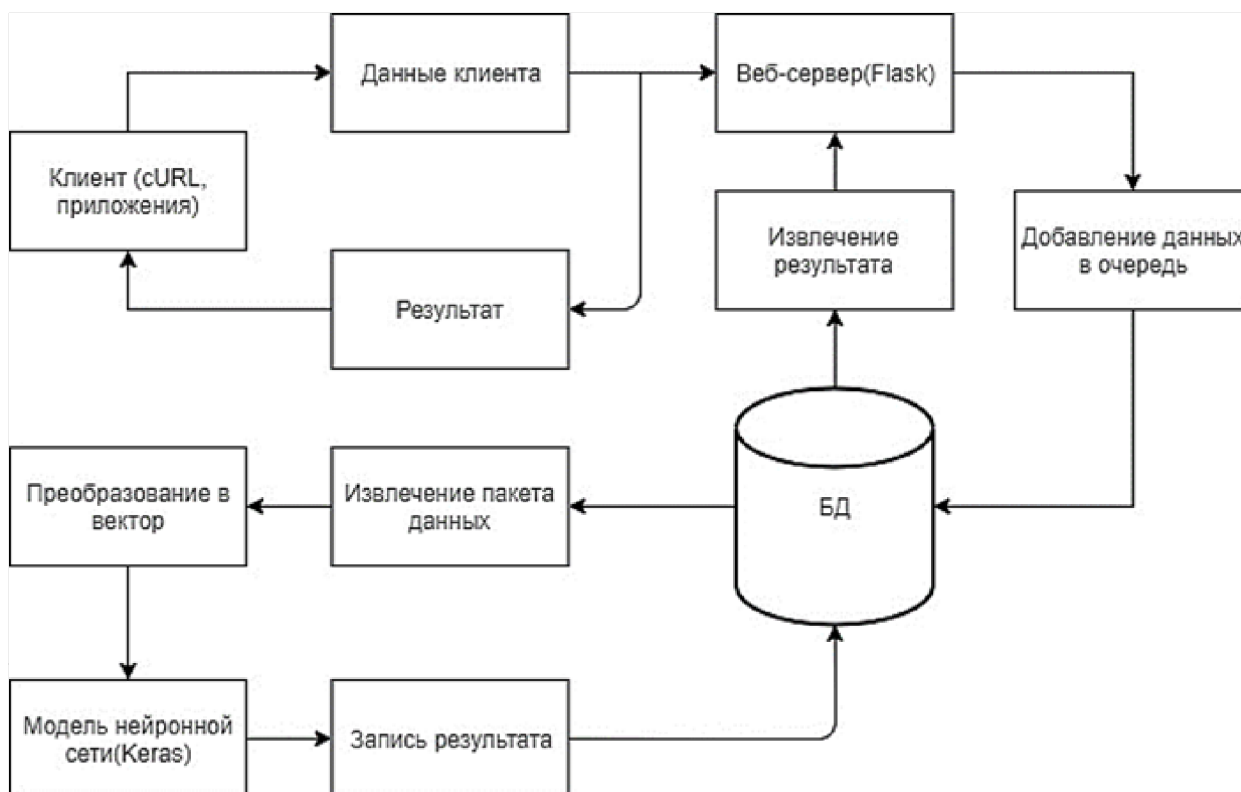 Данные клиента
Веб-сервер(Flask)
Клиент (cURL,
приложения)
Извлечение
результата
Добавление данных
в очередь
Результат
Преобразование в
вектор
Извлечение пакета
данных
БД
Модель нейронной
сети(Keras)
Запись результата